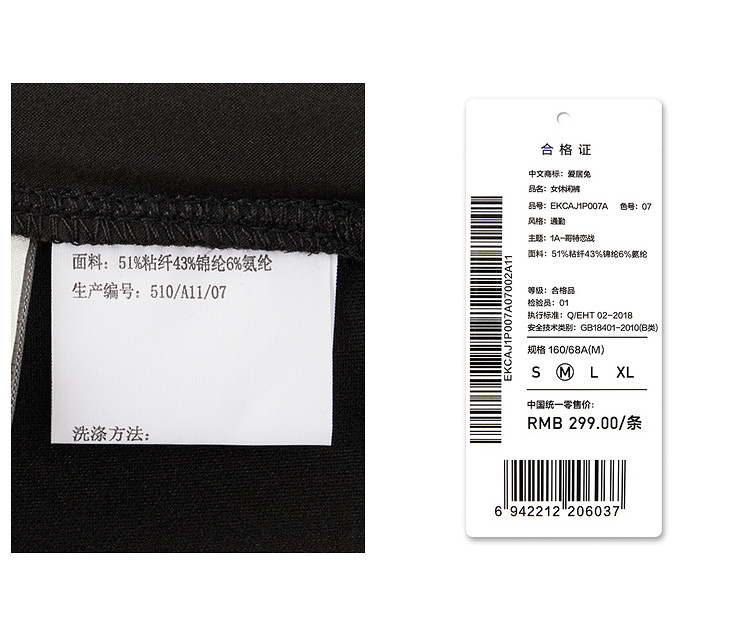 面料：51%粘纤43%锦纶6%氨纶
生产编号：510/A11/07
洗涤方法：
合格证
中文商标：爱居兔
品名：女休闲裤
品号：EKCAJ1P007A 色号：07
风格：通勤
主题：1A-哥特恋战
面料：51%粘纤43%锦纶6%氨纶
等级：合格品
检验员：01
执行标准：Q/EHT 02-2018
安全技术类别：GB18401-2010(B类)
规格 160/68A(M)
S M L XL
中国统一零售价：
RMB 299.00/条
EKCAJ1P007A07002A11
6 942212 206037